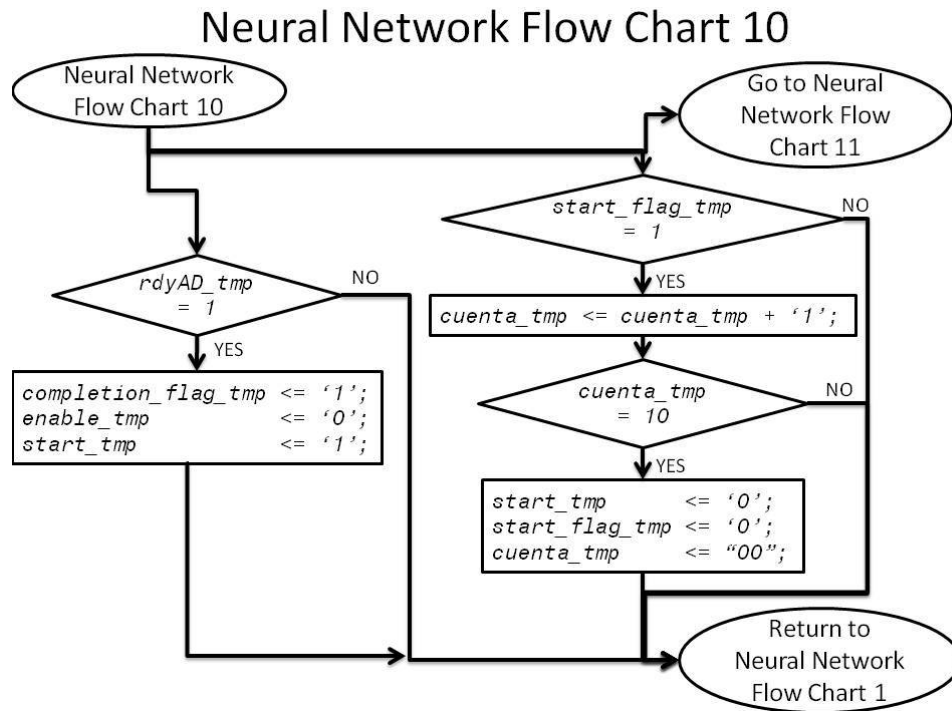 Neural Network Flow Chart 10
Neural Network
Flow Chart 10
Go to Neural
Network Flow
Chart 11
start_flag_tmp
= 1
NO
YES
rdyAD_tmp
= 1
NO
YES
cuenta_tmp <= cuenta_tmp + ‘1’;
completion_flag_tmp <= ‘1’;
enable_tmp <= ‘0’;
start_tmp <= ‘1’;
cuenta_tmp
= 10
NO
YES
start_tmp <= ‘0’;
start_flag_tmp <= ‘0’;
cuenta_tmp <= “00”;
Return to
Neural Network
Flow Chart 1